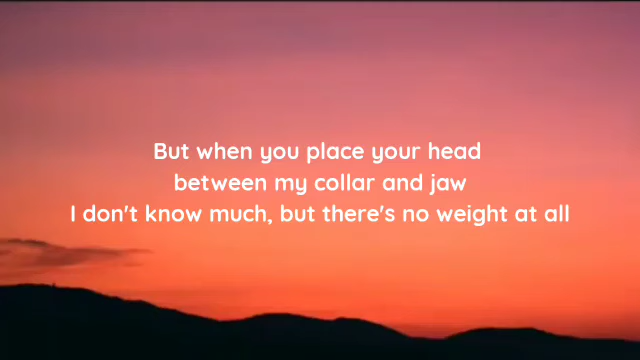 But when you place your head
between my collar and jaw
I don't know much, but there's no weight at all